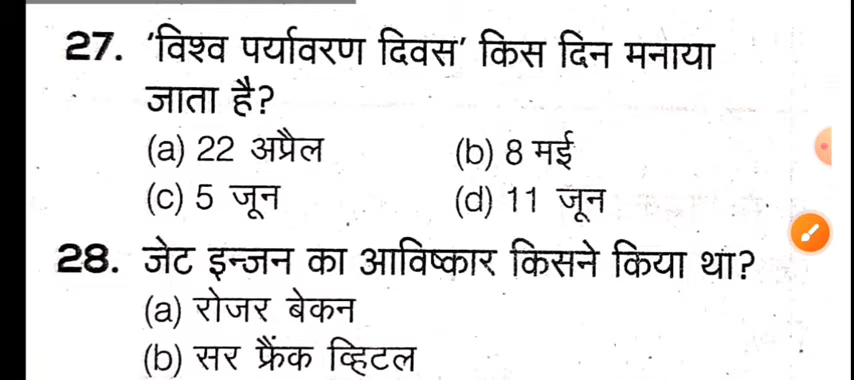 27. 'विश्व पर्यावरण दिवस' किस दिन मनाया
जाता है?
(a) 22 अप्रैल (b) 8 मई
(c) 5 जून (d) 11 जून
28. जेट इन्जन का आविष्कार किसने किया था?
(a) रोजर बेकन
(b) सर फ्रैंक व्हिटल